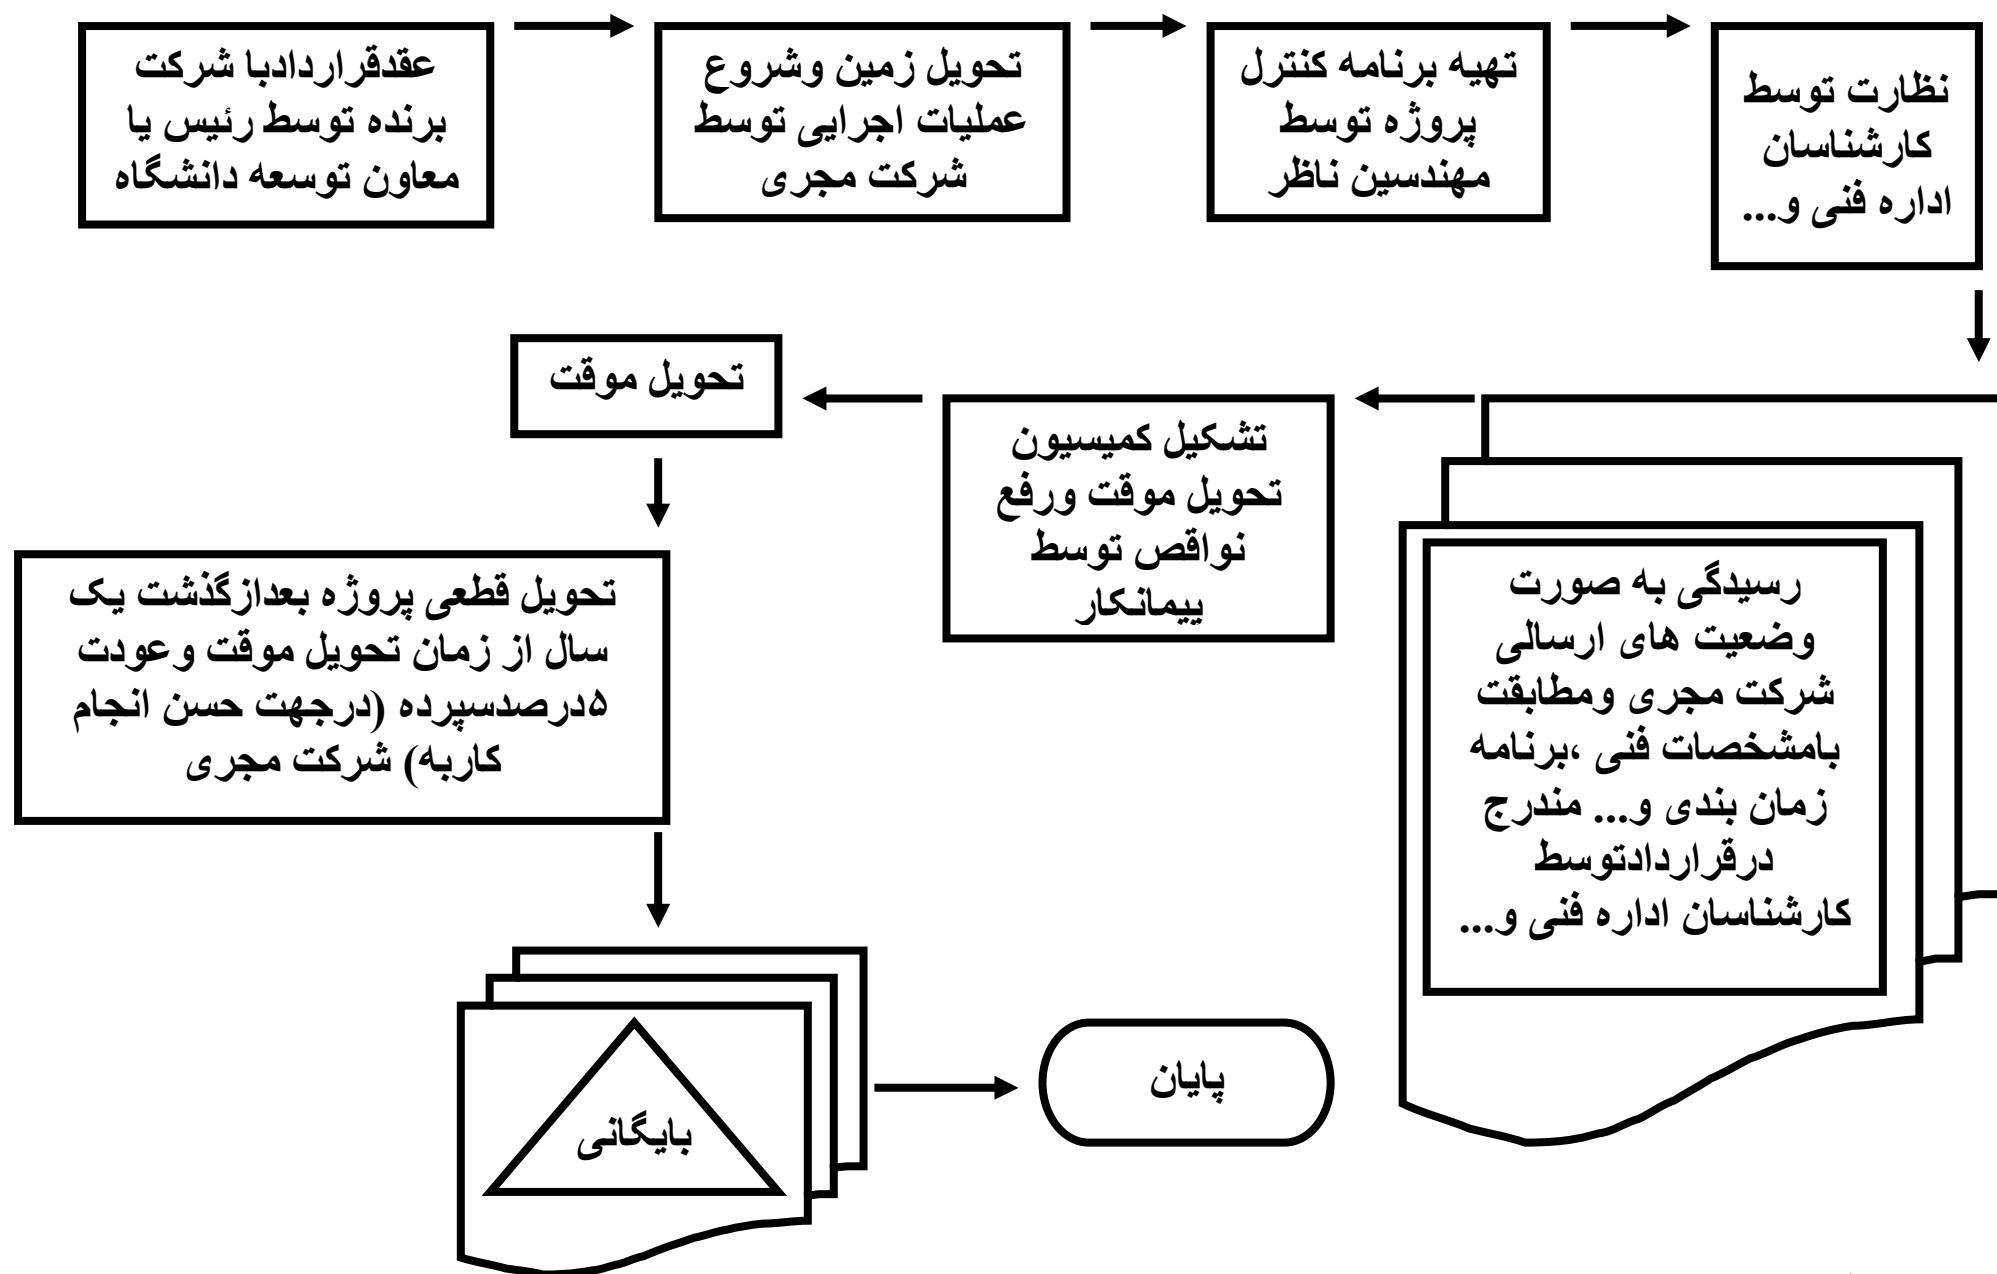 عقدقراردادبا شرکت
برنده توسط رئیس یا
معاون توسعه دانشگاه
تحویل زمین وشروع
عملیات اجرایی توسط
شرکت مجری
تهیه برنامه کنترل
پروژه توسط
مهندسین ناظر
نظارت توسط
کارشناسان
اداره فنی و...
رسیدگی به صورت
وضعیت های ارسالی
شرکت مجری ومطابقت
بامشخصات فنی ،برنامه
زمان بندی و... مندرج
درقراردادتوسط
کارشناسان اداره فنی و...
تشکیل کمیسیون
تحویل موقت ورفع
نواقص توسط
پیمانکار
تحویل موقت
تحویل قطعی پروژه بعدازگذشت یک
سال از زمان تحویل موقت وعودت
۵درصدسپرده (درجهت حسن انجام
کاربه) شرکت مجری
بایگانی
پایان